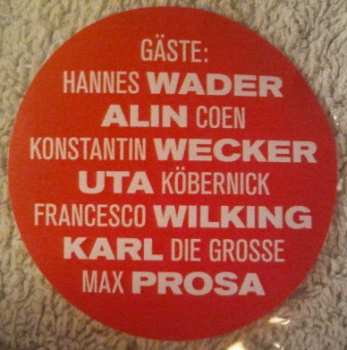 GÄSTE:
HANNES WADER
ALIN COEN
KONSTANTIN WECKER
UTA KÖBERNICK
FRANCESCO WILKING
KARL DIE GROSSE
MAX PROSA